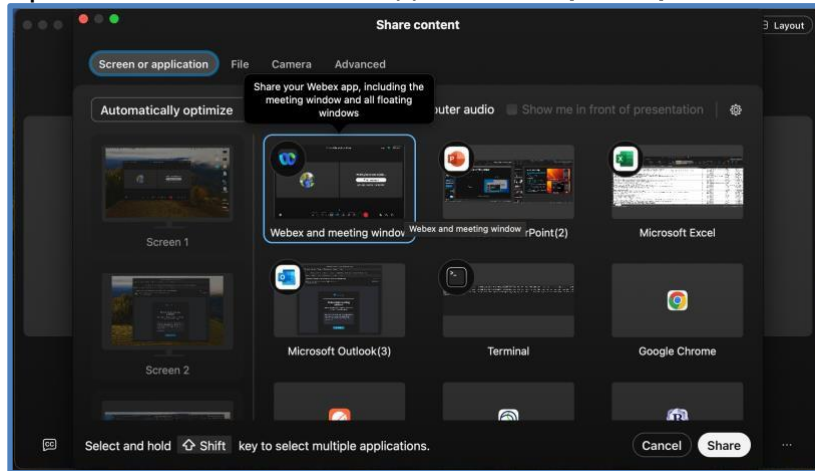 Share content
Layout
Screen or application File Camera Advanced
Share your Webex app, including the
meeting window and all floating
windows
Automatically optimize
uter audio Show me in front of presentation
Webex and meeting window
Webex and meeting window
rPoint(2)
Microsoft Excel
Screen 1
Microsoft Outlook(3)
Terminal
Google Chrome
Screen 2
Select and hold ⇧ Shift key to select multiple applications.
Cancel
Share